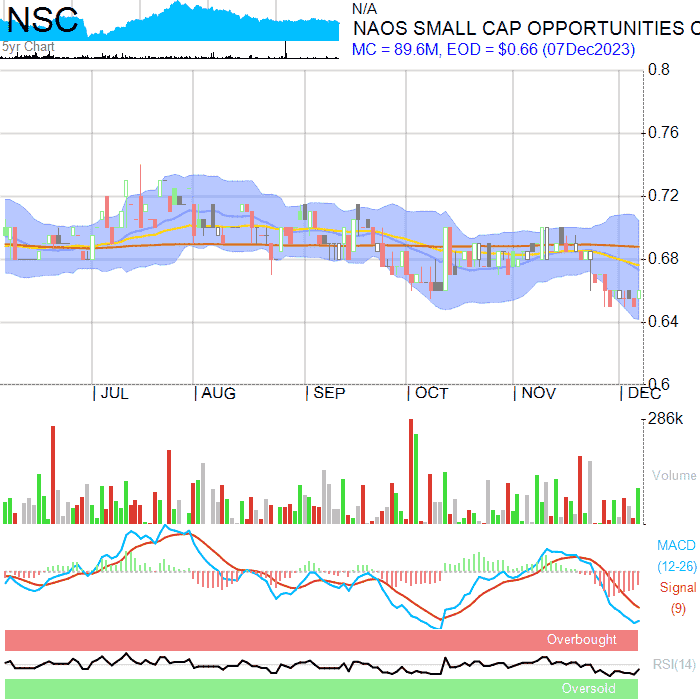 NSC
5yr Chart
N/A
NAOS SMALL CAP OPPORTUNITIES C
MC = 89.6M, EOD = $0.66 (07Dec2023)
0.8
0.76
0.72
0.68
0.64
0.6
JUL AUG SEP OCT NOV DEC
286k
Volume
MACD
(12-26)
Signal
(9)
Overbought
RSI(14)
Oversold